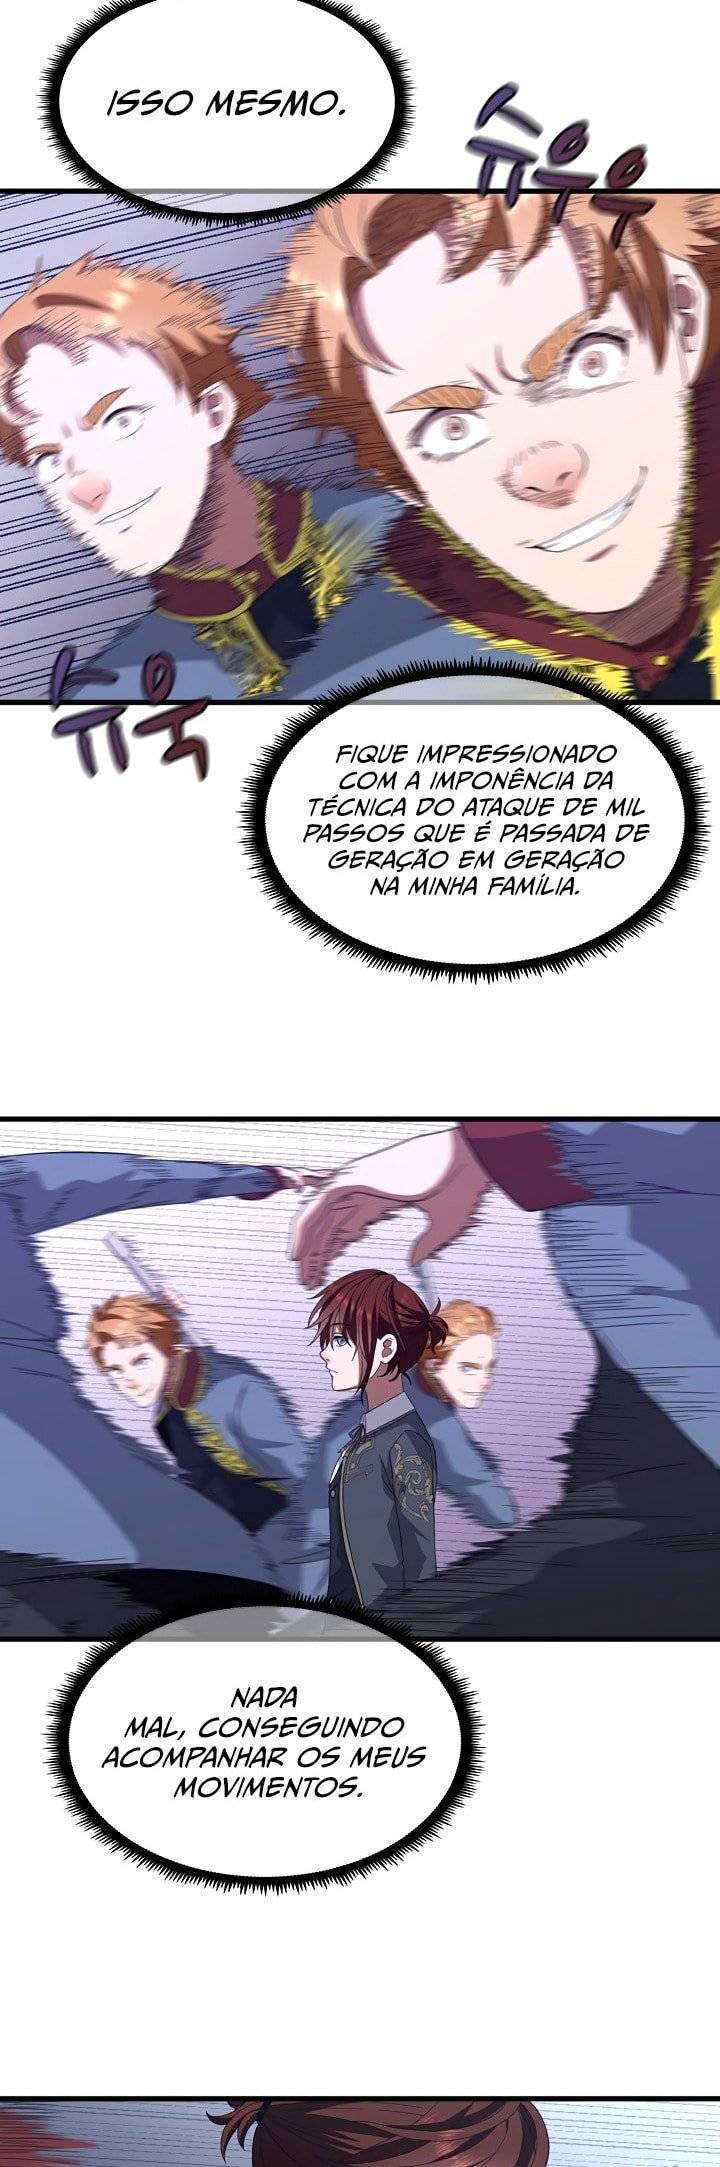 ISSO MESMO.
슈우우
FIQUE IMPRESSIONADO
COM A IMPONÊNCIA DA
TÉCNICA DO ATAQUE DE MIL
PASSOS QUE É PASSADA DE
GERAÇÃO EM GERAÇÃO
NA MINHA FAMÍLIA.
슈욱
NADA
MAL, CONSEGUINDO
ACOMPANHAR OS MEUS
MOVIMENTOS.